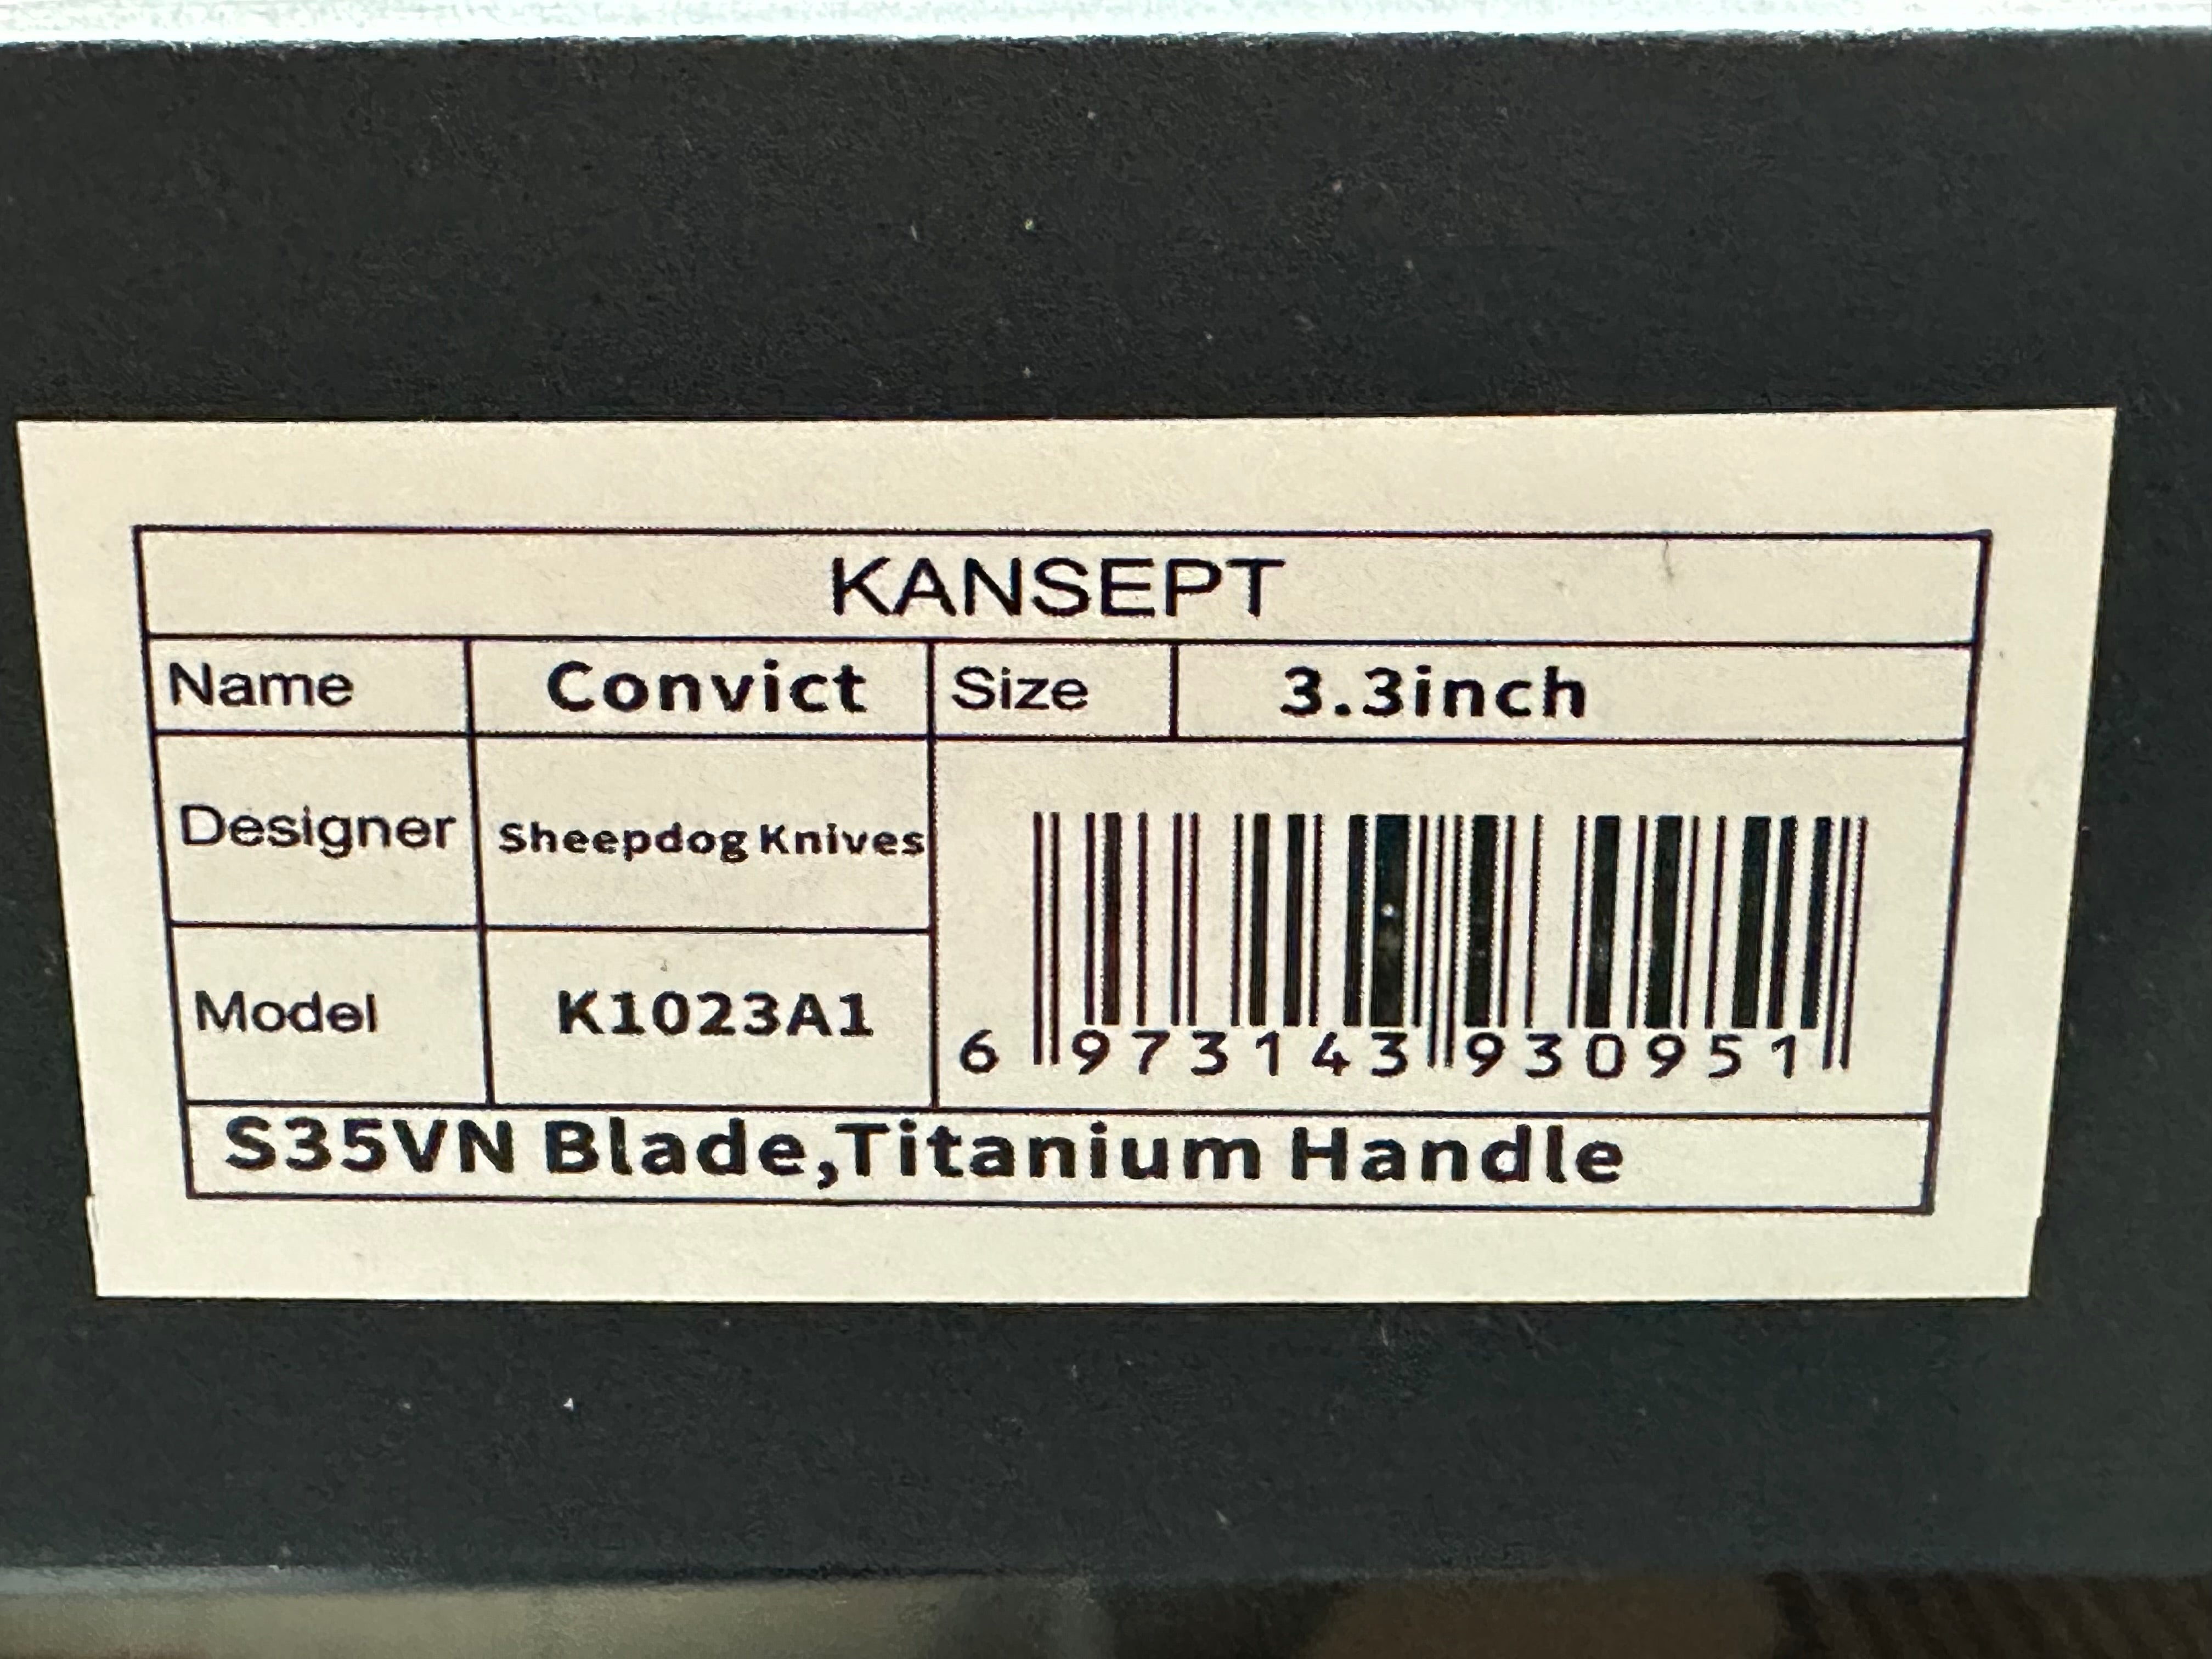 KANSEPT
Name Convict Size 3.3inch
Designer Sheepdog Knives
Model K1023A1
6 973143 930951
S35VN Blade,Titanium Handle